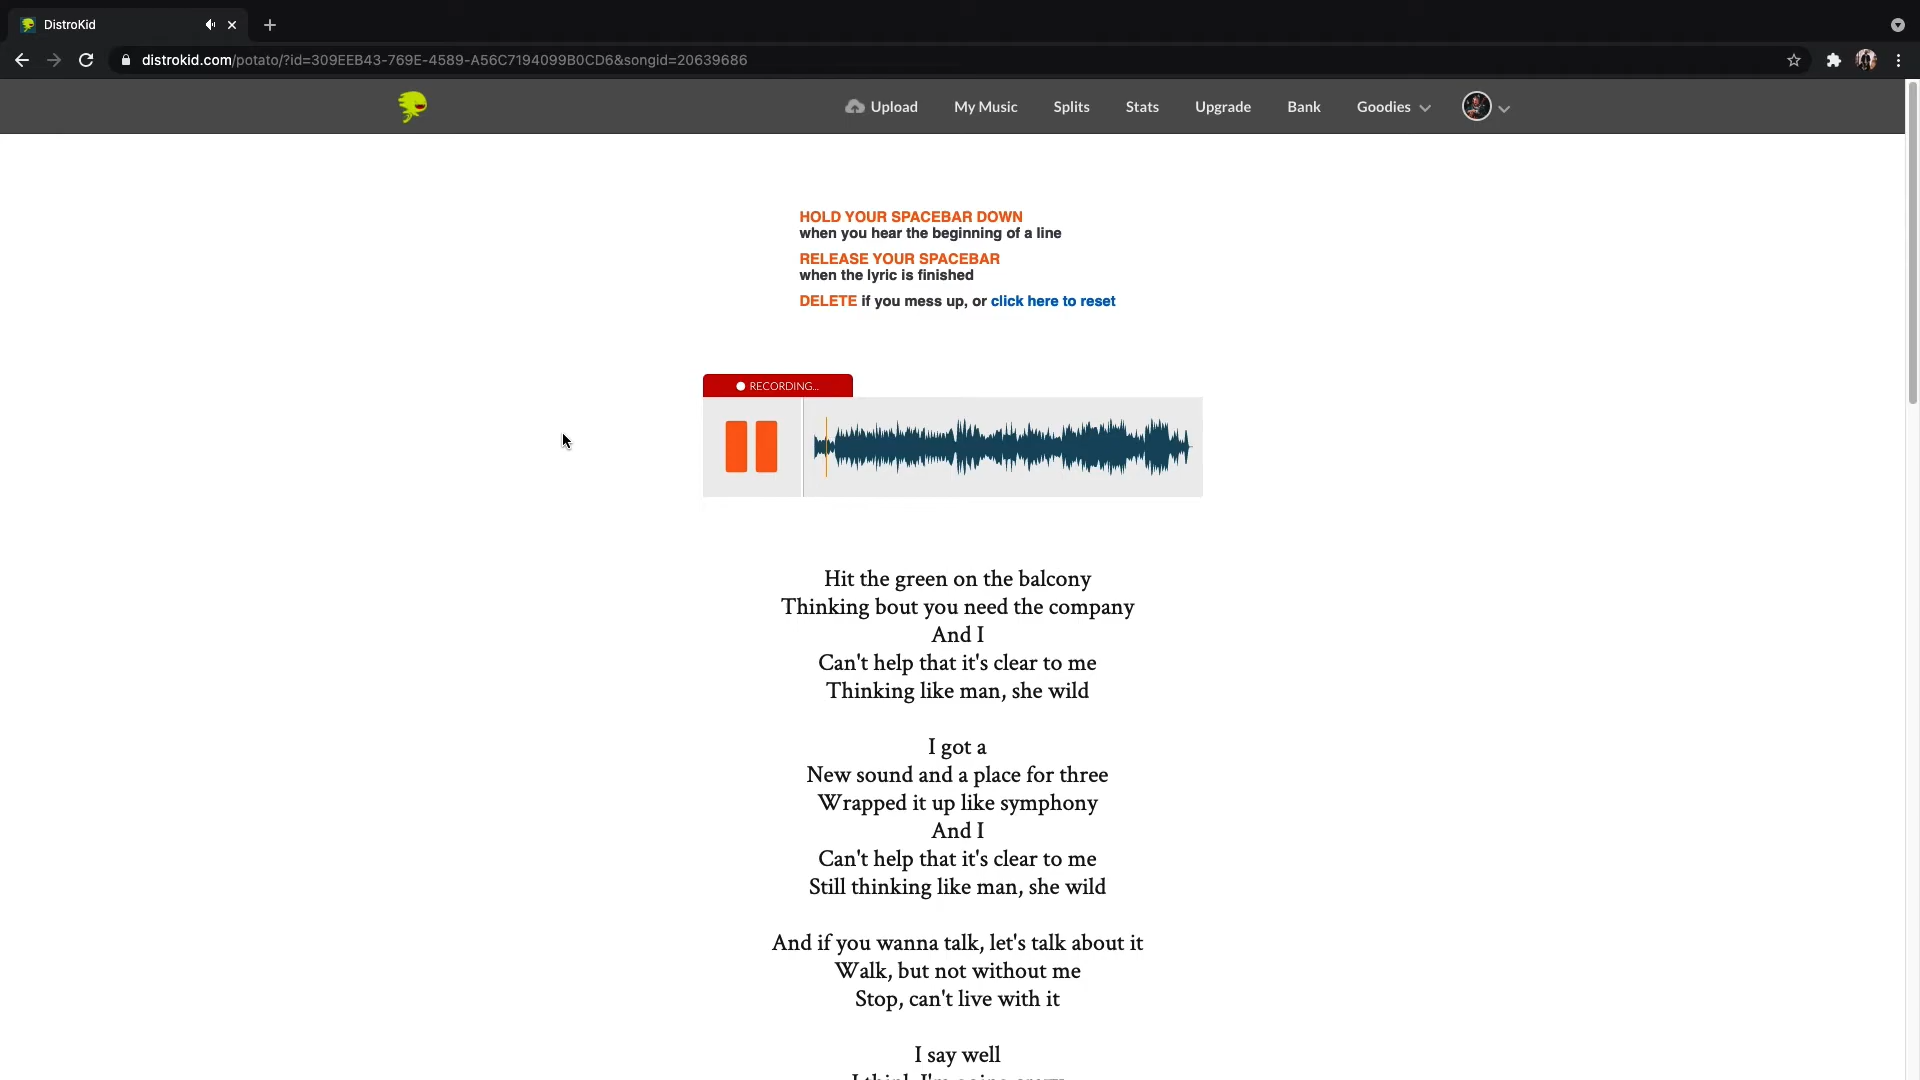 DistroKid
distrokid.com/potato/?id=309EEB43-769E-4589-A56C7194099B0CD6&songid=20639686
Upload My Music Splits Stats Upgrade Bank Goodies
HOLD YOUR SPACEBAR DOWN
when you hear the beginning of a line
RELEASE YOUR SPACEBAR
when the lyric is finished
DELETE if you mess up, or click here to reset
RECORDING...
Hit the green on the balcony
Thinking bout you need the company
And I
Can't help that it's clear to me
Thinking like man, she wild
I got a
New sound and a place for three
Wrapped it up like symphony
And I
Can't help that it's clear to me
Still thinking like man, she wild
And if you wanna talk, let's talk about it
Walk, but not without me
Stop, can't live with it
I say well